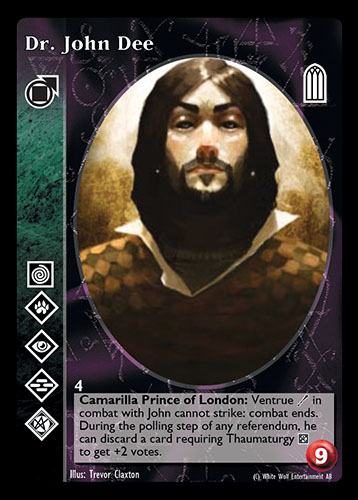 Dr. John Dee
4
Camarilla Prince of London: Ventrue in
combat with John cannot strike: combat ends.
During the polling step of any referendum, he
can discard a card requiring Thaumaturgy
to get +2 votes.
9
Illus: Trevor Claxton
(C) White Wolf Entertainment AB